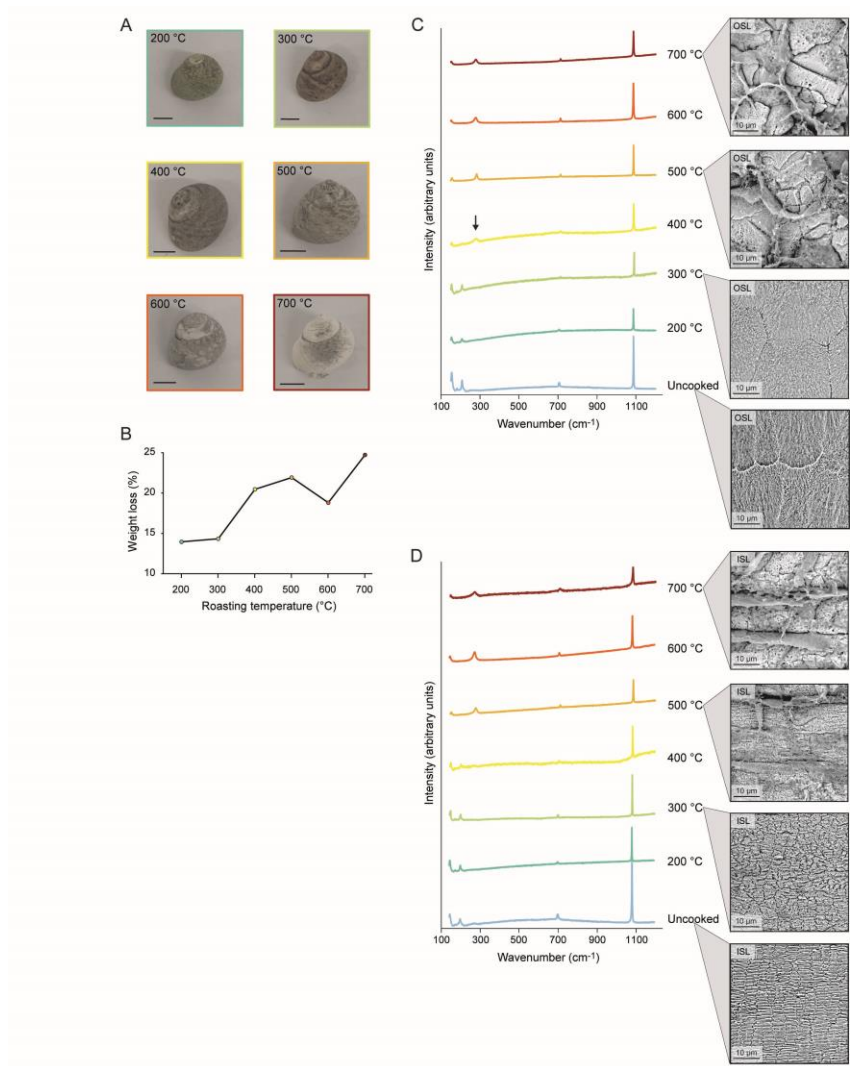 A
200 °C
300 °C
400 °C
500 °C
600 °C
700 °C
B
Weight loss (%)
25
20
15
10
200 300 400 500 600 700
Roasting temperature (°C)
C
Intensity (arbitrary units)
700 °C
600 °C
500 °C
400 °C
300 °C
200 °C
Uncooked
100 300 500 700 900 1100
Wavenumber (cm-1)
OSL
10 µm
OSL
10 µm
OSL
10 µm
OSL
10 µm
D
Intensity (arbitrary units)
700 °C
600 °C
500 °C
400 °C
300 °C
200 °C
Uncooked
100 300 500 700 900 1100
Wavenumber (cm-1)
ISL
10 µm
ISL
10 µm
ISL
10 µm
ISL
10 µm